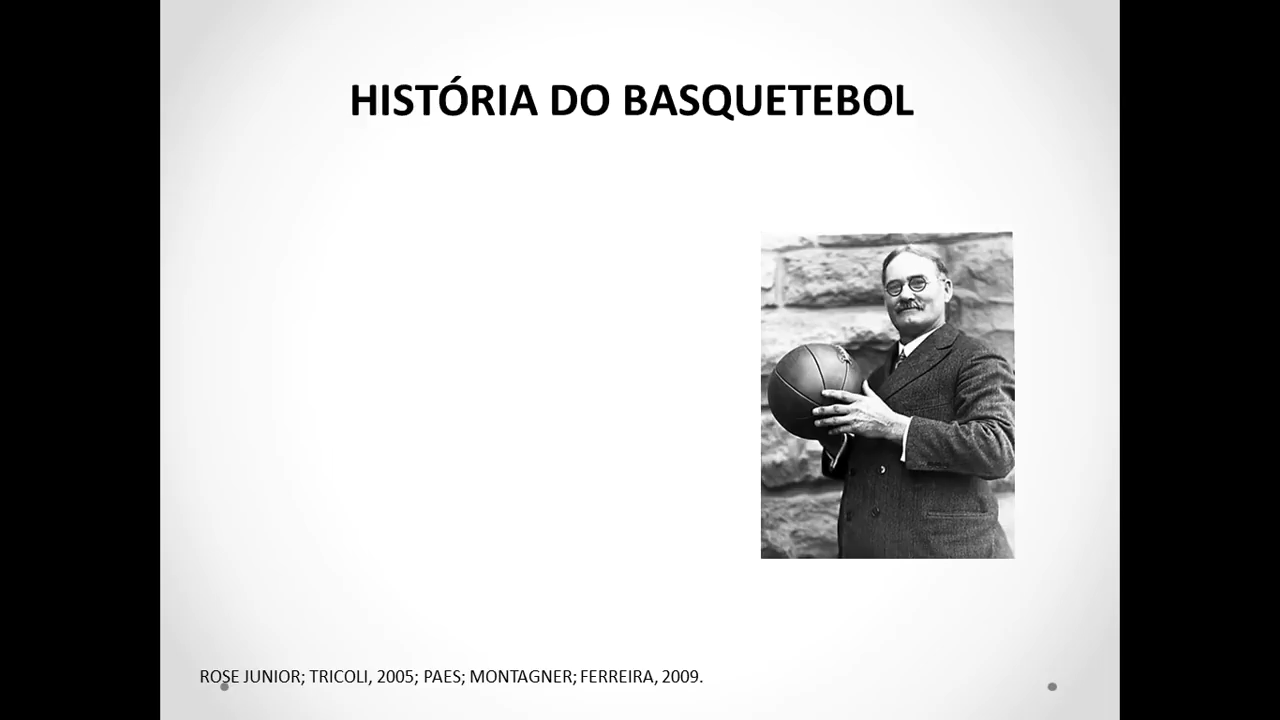 HISTÓRIA DO BASQUETEBOL
ROSE JUNIOR; TRICOLI, 2005; PAES; MONTAGNER; FERREIRA, 2009.